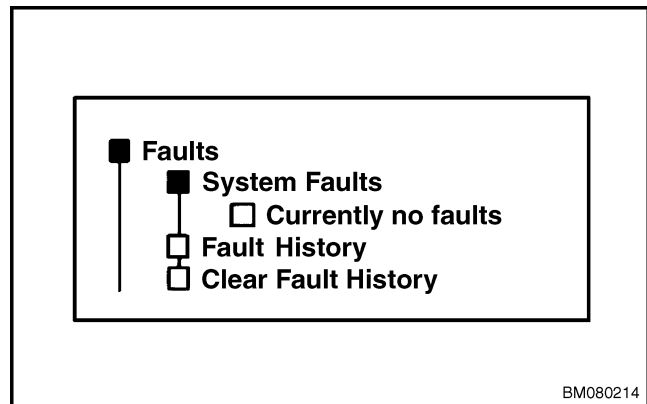 Faults
System Faults
Currently no faults
Fault History
Clear Fault History
BM080214